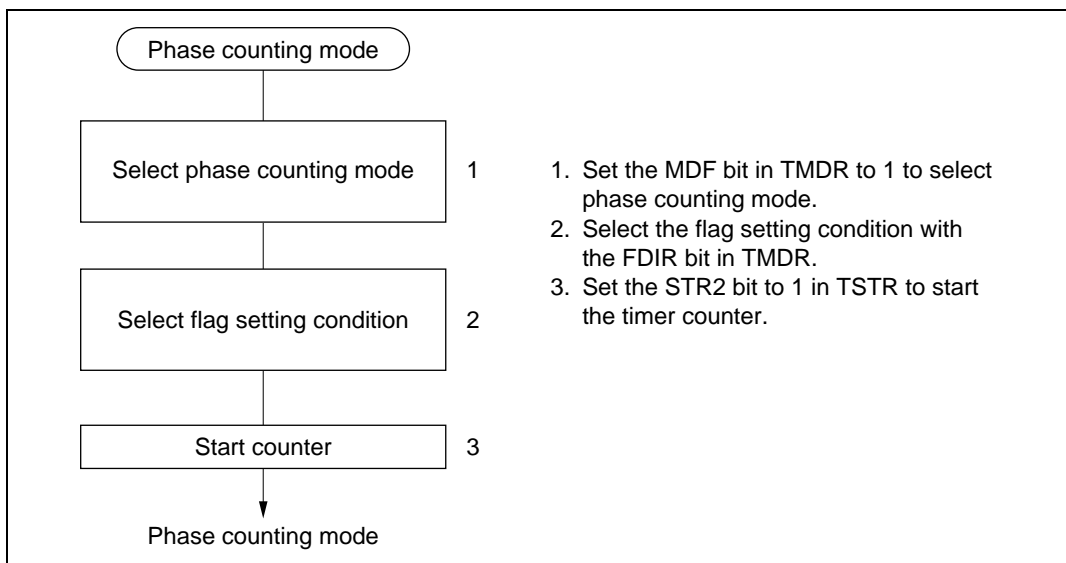 Phase counting mode
Select phase counting mode
1
Select flag setting condition
2
Start counter
3
Phase counting mode
1. Set the MDF bit in TMDR to 1 to select
phase counting mode.
2. Select the flag setting condition with
the FDIR bit in TMDR.
3. Set the STR2 bit to 1 in TSTR to start
the timer counter.